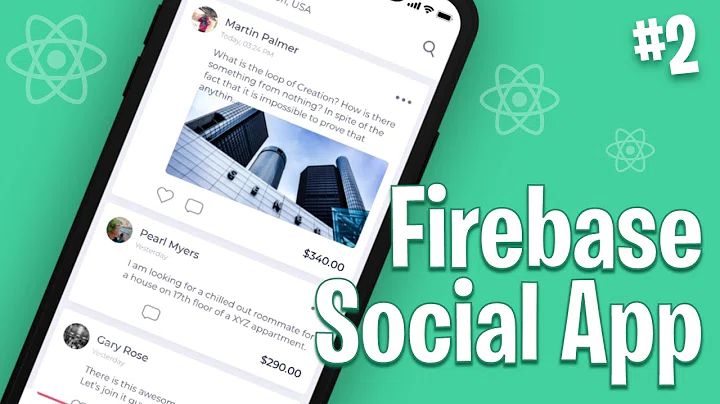 on, USA
Martin Palmer
Today, 03:24 PM
What is the loop of Creation? How is there
something from nothing? In spite of the
fact that it is impossible to prove that
anythin
$340.00
Pearl Myers
Yesterday
I am looking for a chilled out roommate for
a house on 17th floor of a XYZ appartment.
$290.00
Gary Rose
Yesterday
There is this awesom
Let's join it
#2
Firebase
Social App